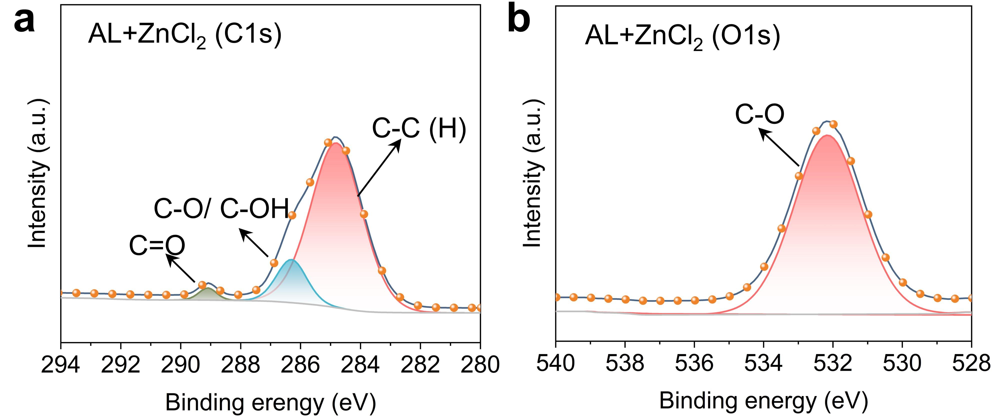 a
AL+ZnCl₂ (C1s)
Intensity (a.u.)
C-C (H)
C-O/ C-OH
C=O
294 292 290 288 286 284 282 280
Binding erengy (eV)
b
AL+ZnCl₂ (O1s)
Intensity (a.u.)
C-O
540 538 536 534 532 530 528
Binding energy (eV)